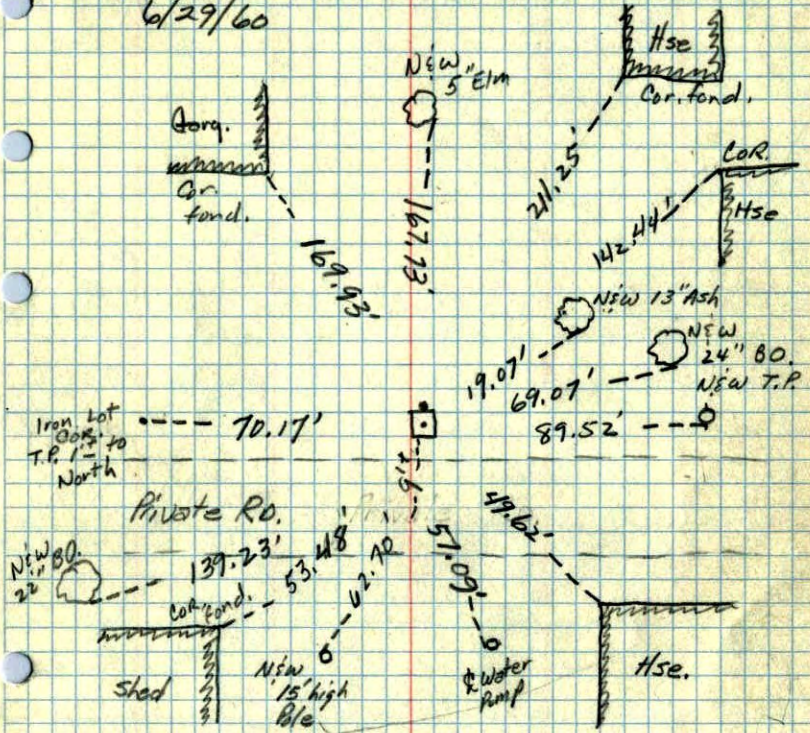 6/29/60
Hse
Cor. fond.
N&W
5" Elm
Garg.
Cor.
fond.
COR.
Hse
211.25'
142.44'
167.73'
169.93'
N&W 13" Ash
N&W
24" BO.
N&W T.P.
19.07'
69.07'
89.52'
Iron Lot
Cor.
T.P. 1'± to
North
70.17'
Private RD.
Private
49.62'
N&W
22" BO.
139.23'
53.48'
62.70'
57.09'
Cor. fond.
Shed
N&W
15' high
Pole
℄ Water
Pump
Hse.